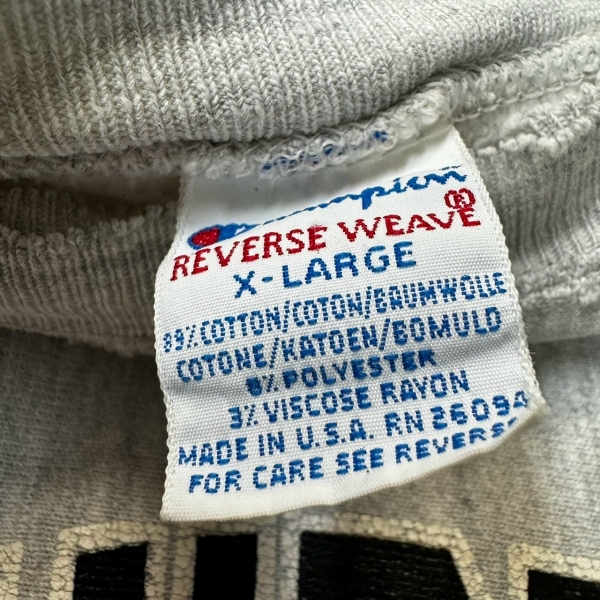 Champion
REVERSE WEAVE®
X-LARGE
89% COTTON/COTON/BAUMWOLLE
COTONE/KATOEN/BOMULD
8% POLYESTER
3% VISCOSE RAYON
MADE IN U.S.A. RN 26094
FOR CARE SEE REVERSE